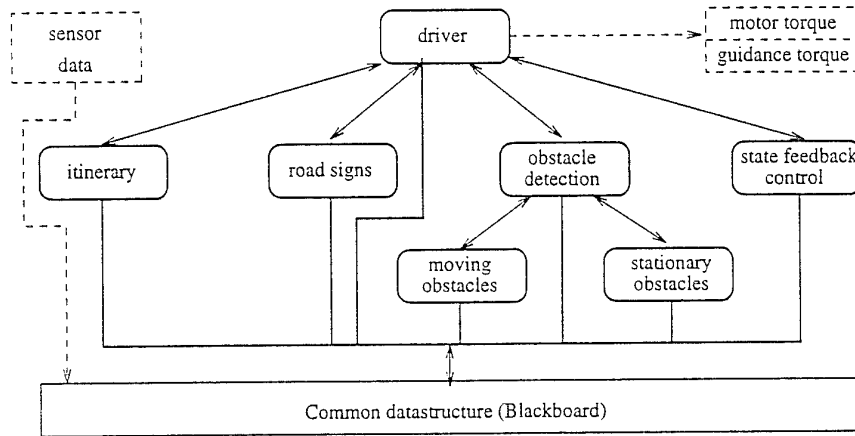 sensor
data
driver
motor torque
guidance torque
itinerary
road signs
obstacle
detection
state feedback
control
moving
obstacles
stationary
obstacles
Common datastructure (Blackboard)